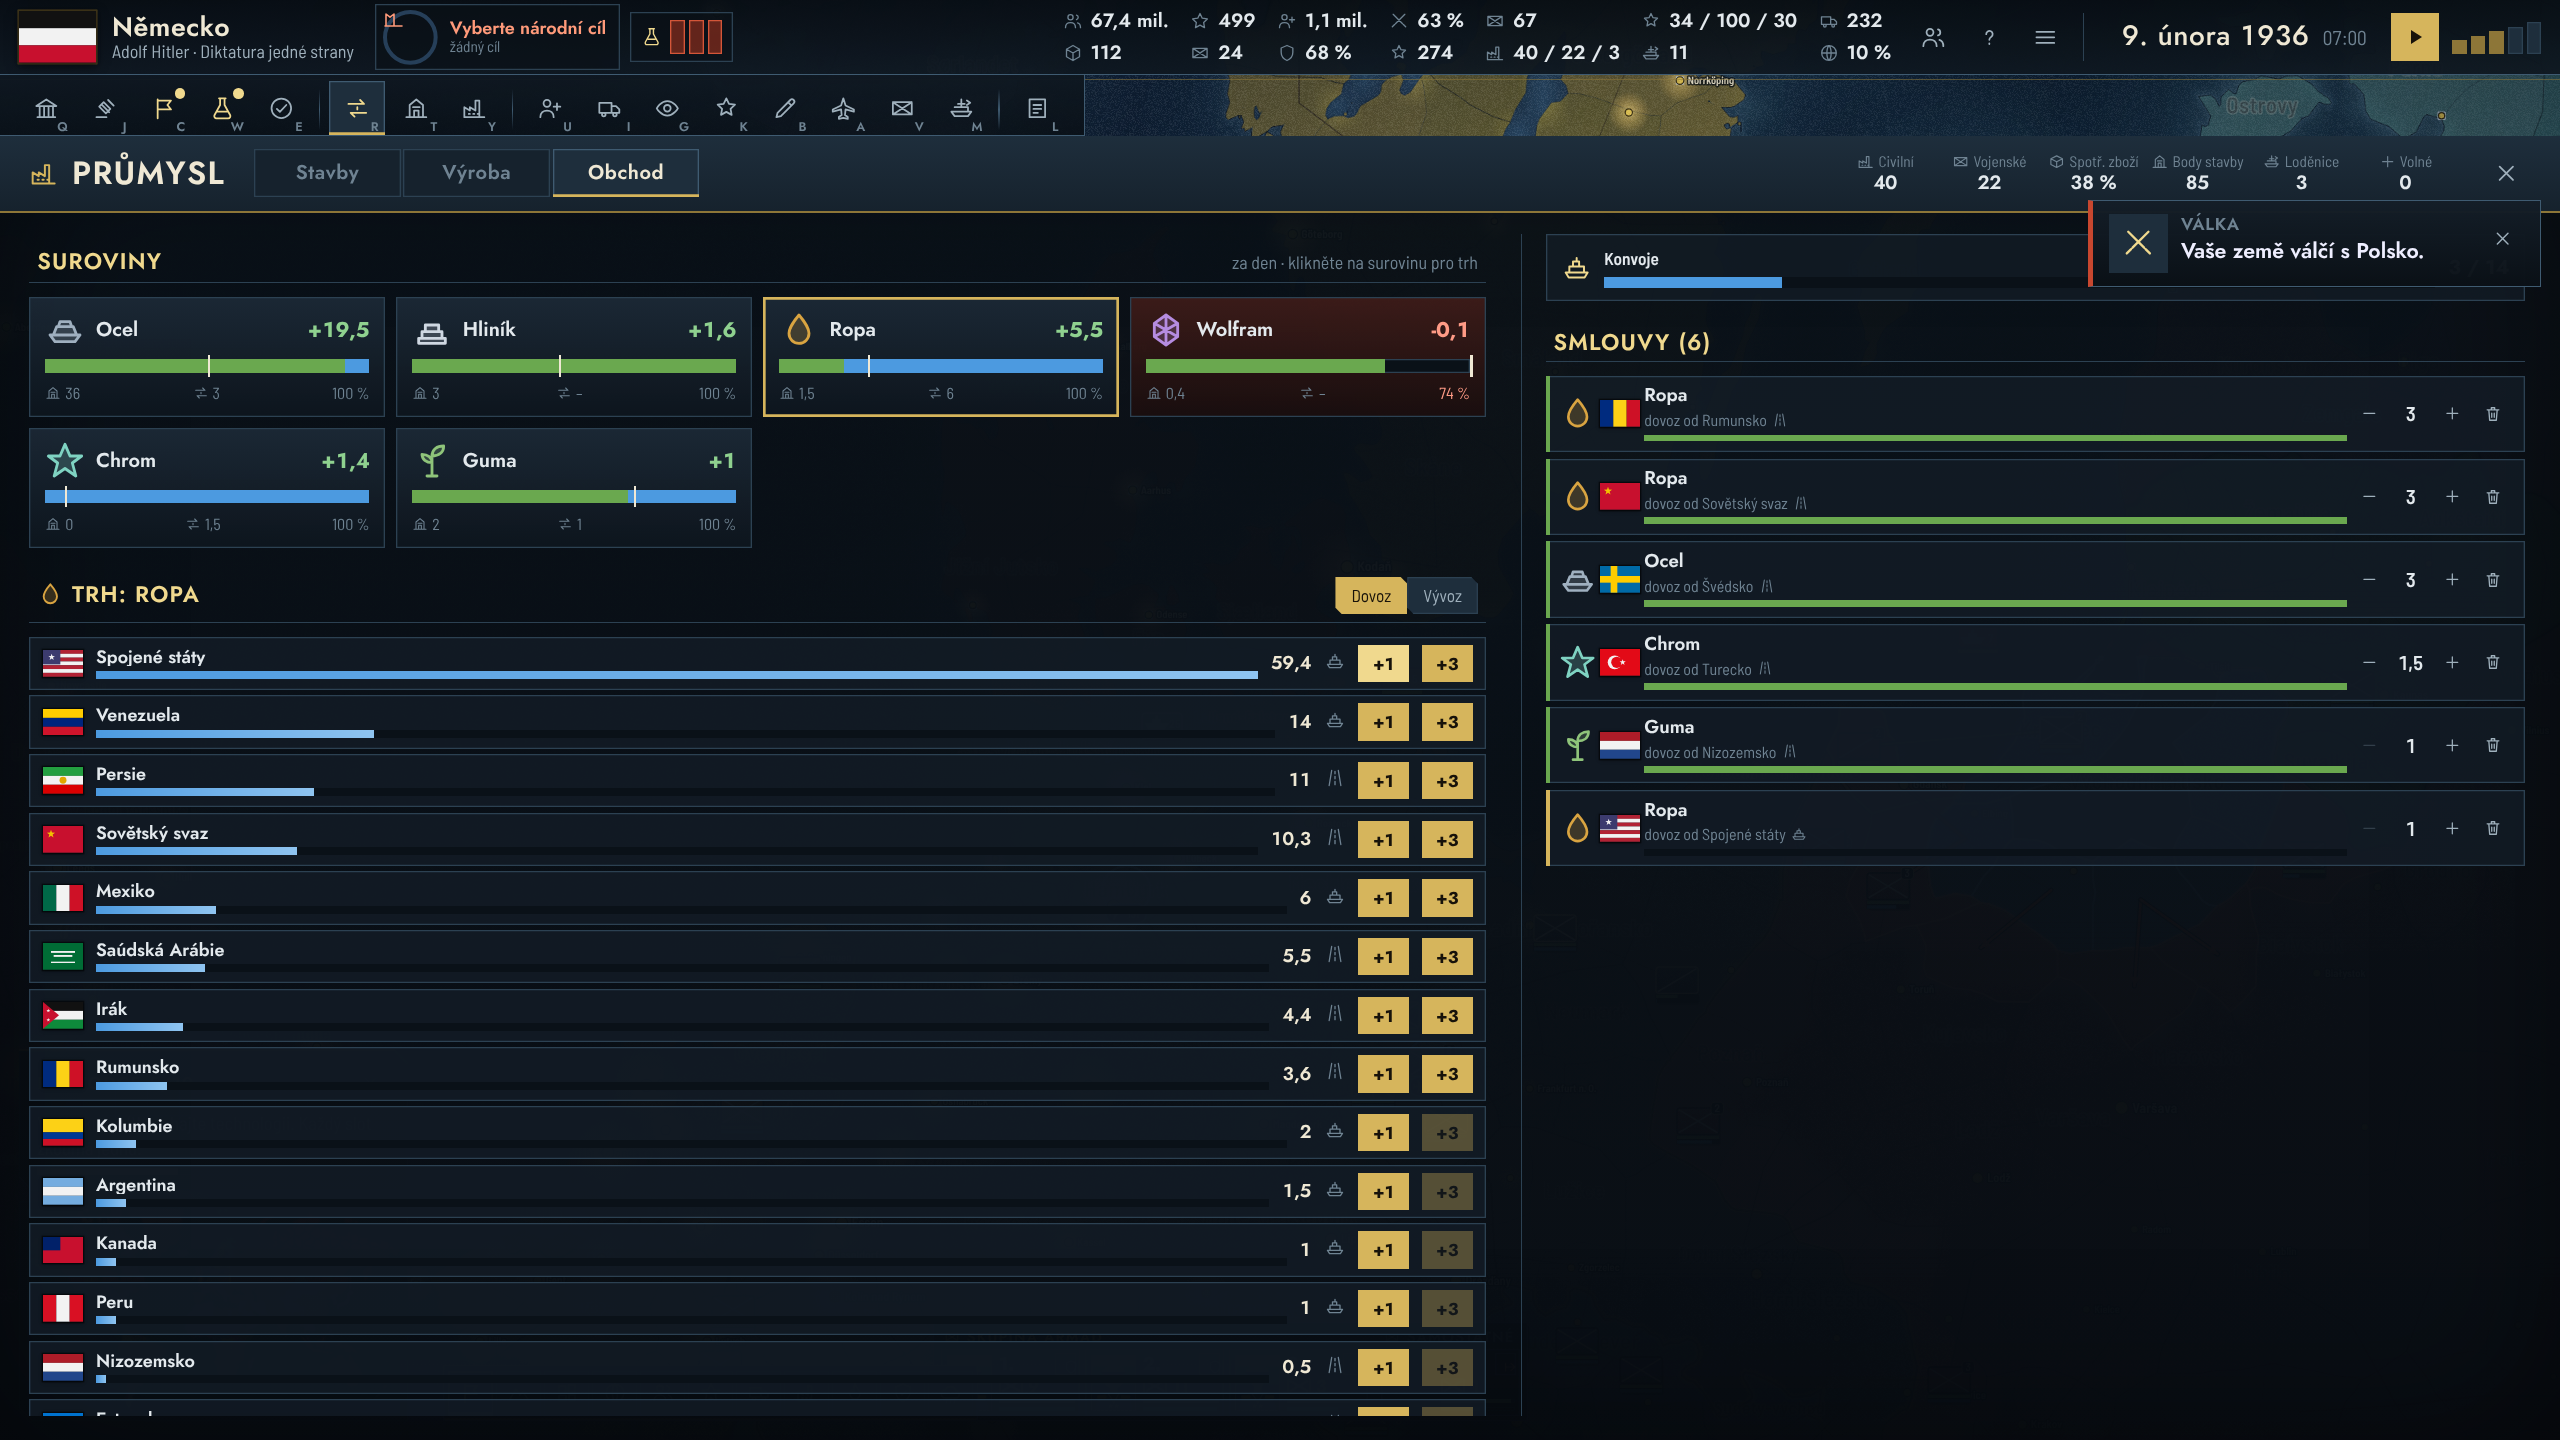 Německo
Adolf Hitler · Diktatura jedné strany
Vyberte národní cíl
žádný cíl
67,4 mil. 499 1,1 mil. 63 % 67 34 / 100 / 30 232
112 24 68 % 274 40 / 22 / 3 11 10 %
9. února 1936 07:00
Q J C W E R T Y U I G K B A V M L
Norrköping
Ostrovy
PRŮMYSL
Stavby
Výroba
Obchod
Civilní
40
Vojenské
22
Spotř. zboží
38 %
Body stavby
85
Loděnice
3
Volné
0
VÁLKA
Vaše země válčí s Polsko.
SUROVINY
za den · klikněte na surovinu pro trh
Ocel +19,5
36 3 100 %
Hliník +1,6
3 - 100 %
Ropa +5,5
1,5 6 100 %
Wolfram -0,1
0,4 - 74 %
Chrom +1,4
0 1,5 100 %
Guma +1
2 1 100 %
TRH: ROPA
Dovoz Vývoz
Spojené státy 59,4 +1 +3
Venezuela 14 +1 +3
Persie 11 +1 +3
Sovětský svaz 10,3 +1 +3
Mexiko 6 +1 +3
Saúdská Arábie 5,5 +1 +3
Irák 4,4 +1 +3
Rumunsko 3,6 +1 +3
Kolumbie 2 +1 +3
Argentina 1,5 +1 +3
Kanada 1 +1 +3
Peru 1 +1 +3
Nizozemsko 0,5 +1 +3
Konvoje
SMLOUVY (6)
Ropa
dovoz od Rumunsko
3
Ropa
dovoz od Sovětský svaz
3
Ocel
dovoz od Švédsko
3
Chrom
dovoz od Turecko
1,5
Guma
dovoz od Nizozemsko
1
Ropa
dovoz od Spojené státy
1